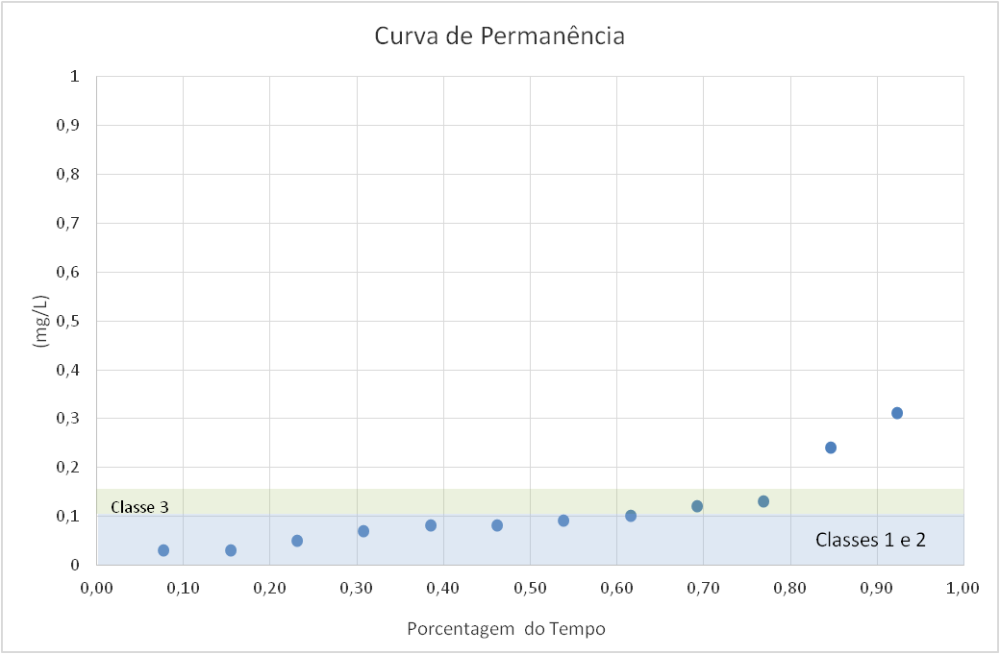 Curva de Permanência
1
0,9
0,8
0,7
0,6
0,5
0,4
0,3
0,2
0,1
0
(mg/L)
Classe 3
Classes 1 e 2
0,00 0,10 0,20 0,30 0,40 0,50 0,60 0,70 0,80 0,90 1,00
Porcentagem do Tempo